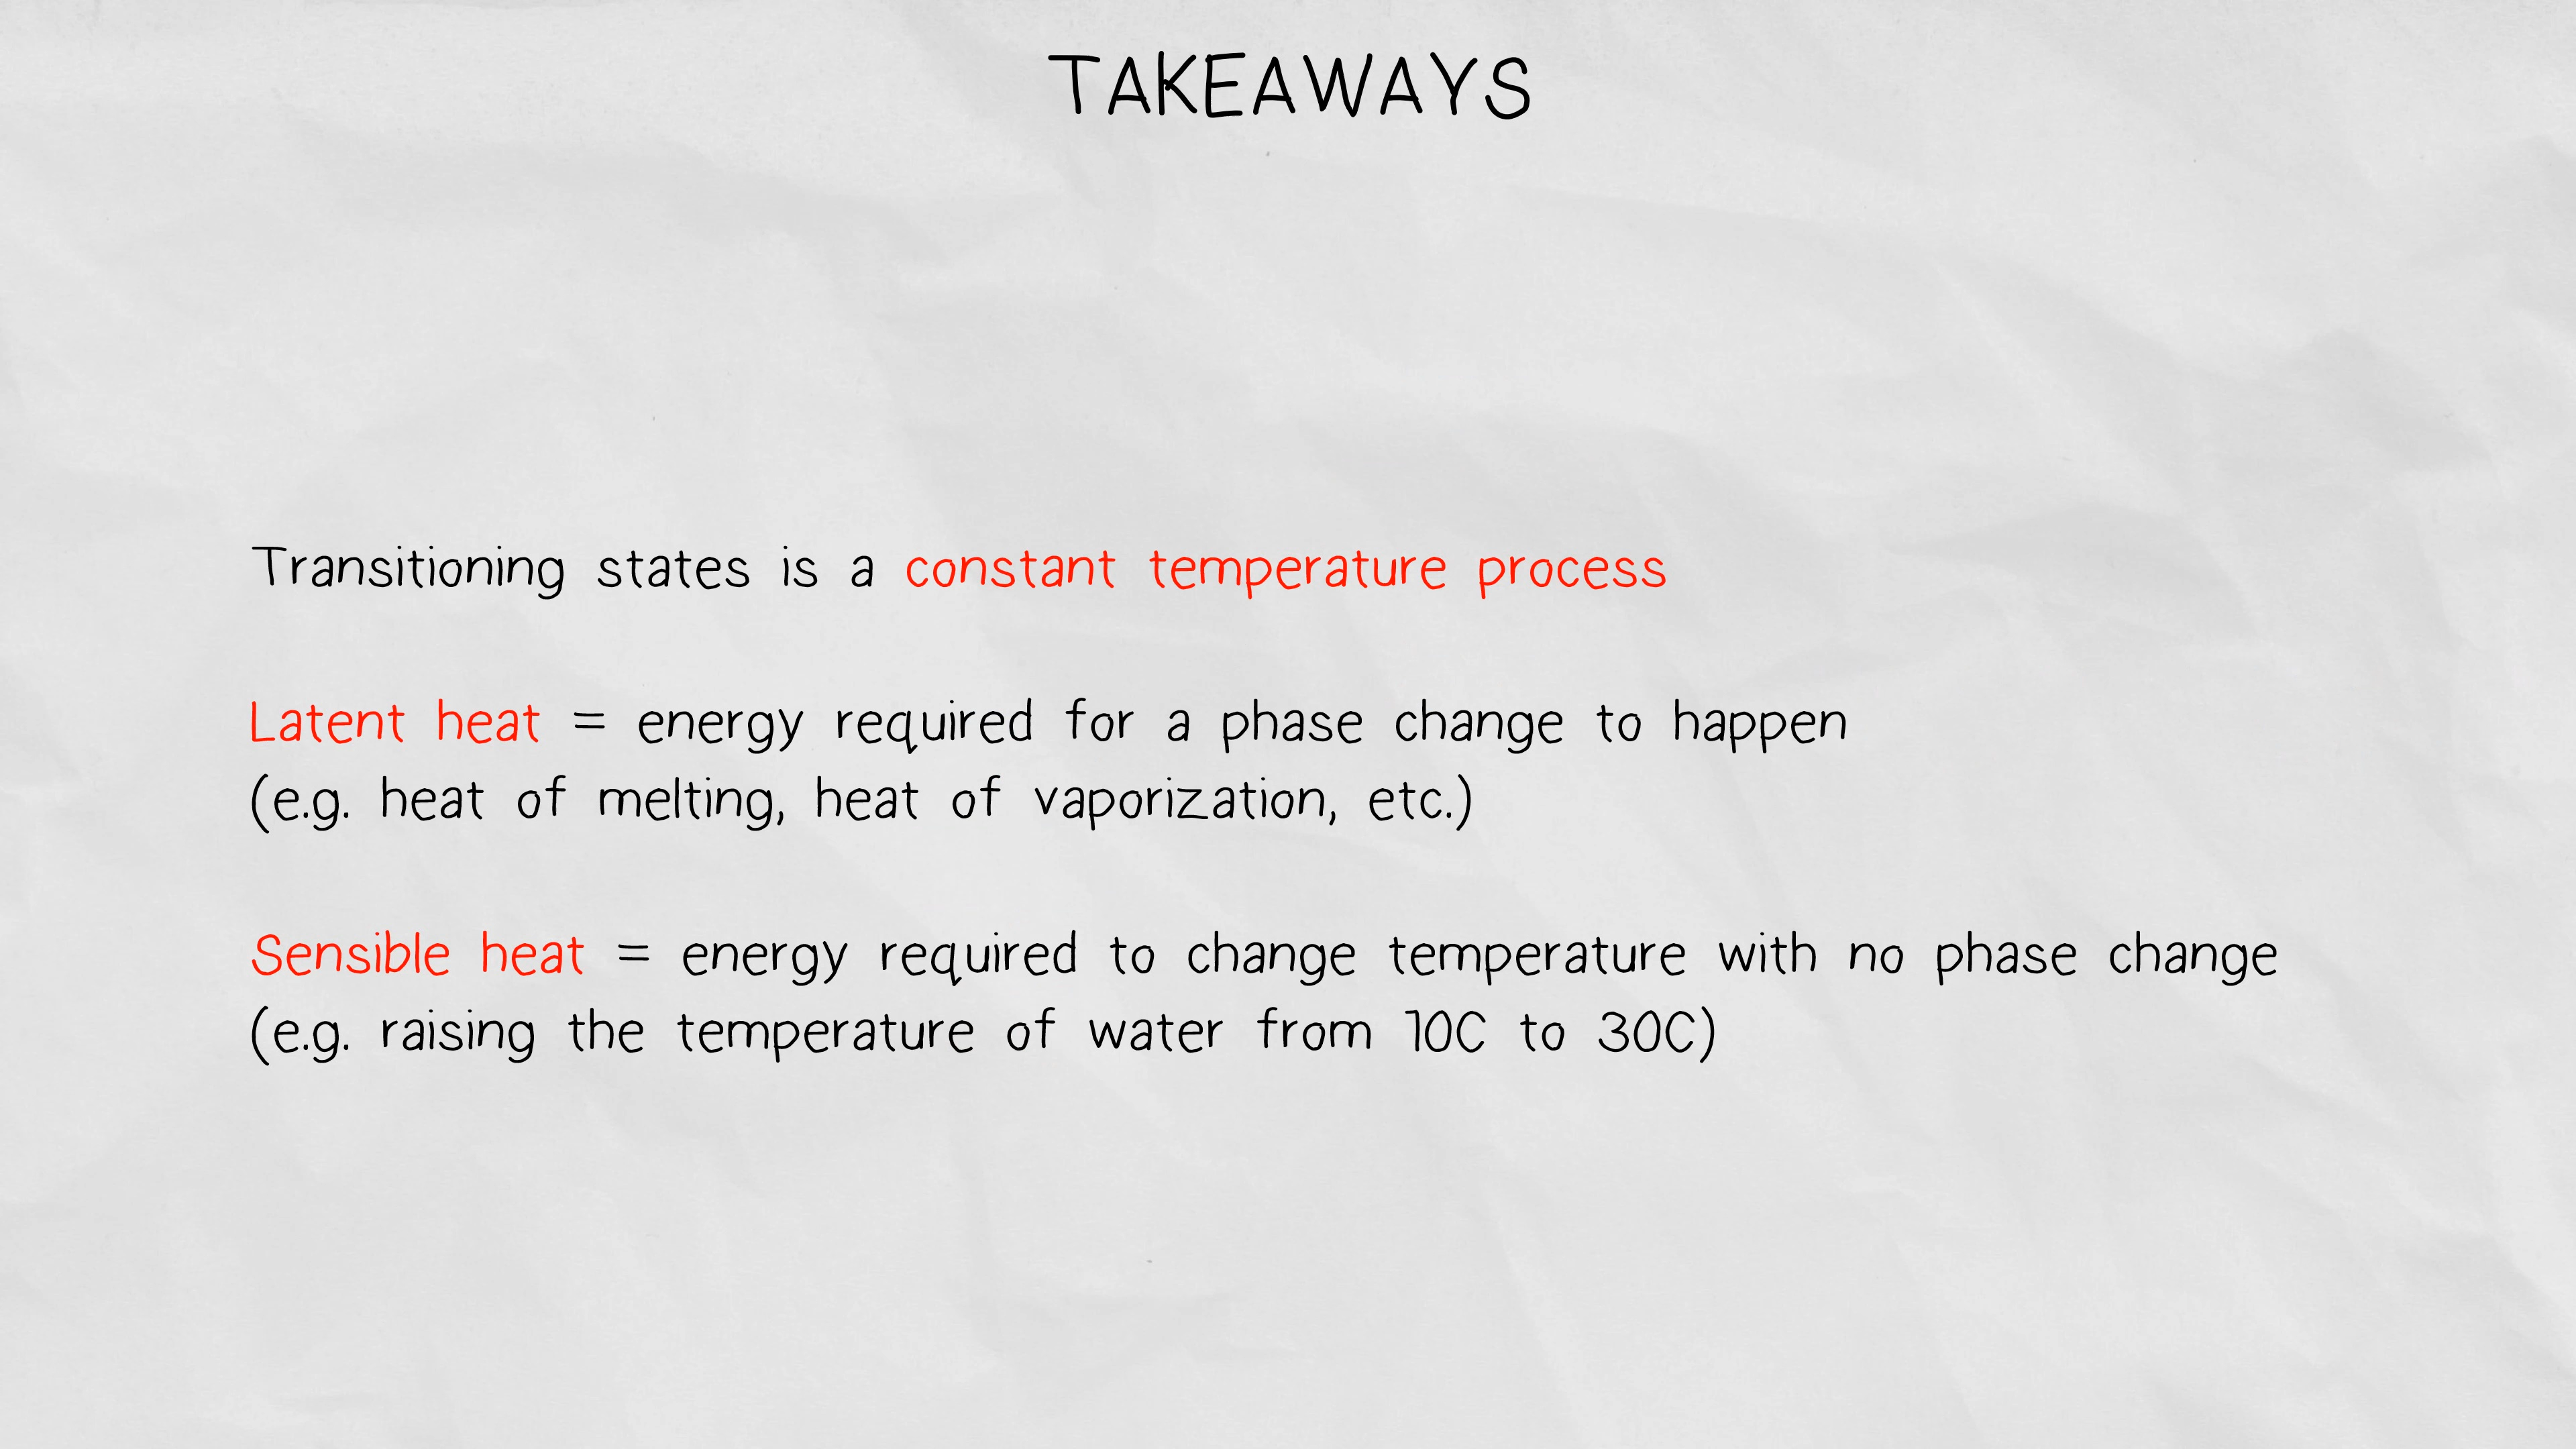 TAKEAWAYS
Transitioning states is a constant temperature process
Latent heat = energy required for a phase change to happen
(e.g. heat of melting, heat of vaporization, etc.)
Sensible heat = energy required to change temperature with no phase change
(e.g. raising the temperature of water from 10C to 30C)